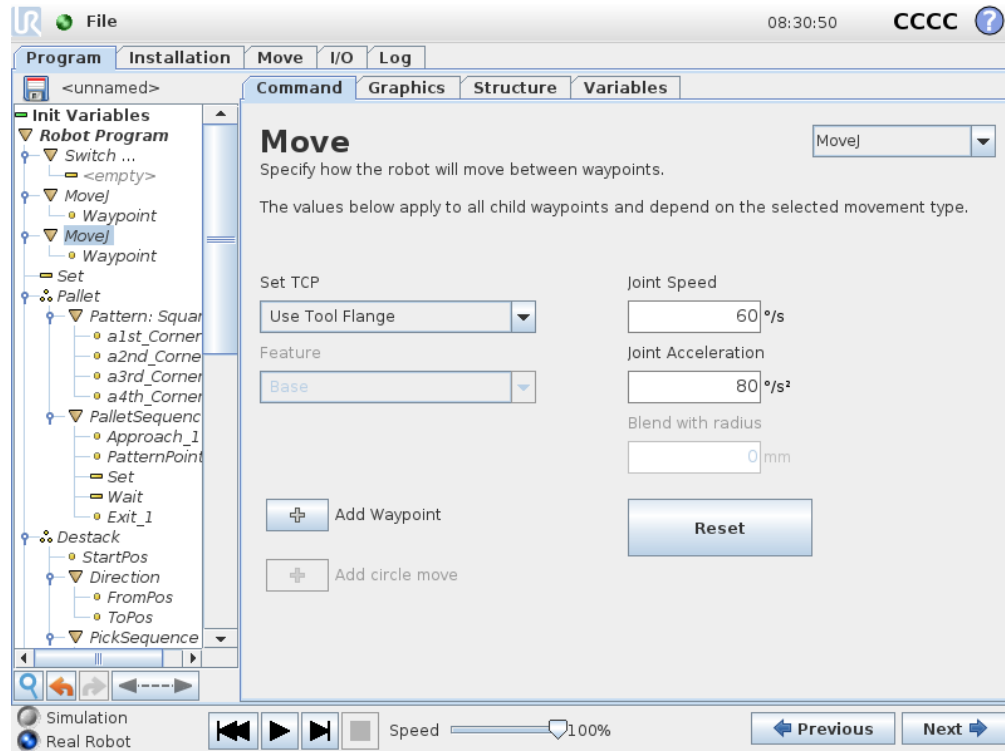 UR File 08:30:50 CCCC ?
Program Installation Move I/O Log
<unnamed>
Command Graphics Structure Variables
Init Variables
Robot Program
Switch ...
<empty>
MoveJ
Waypoint
MoveJ
Waypoint
Set
Pallet
Pattern: Squar
a1st_Corner
a2nd_Corne
a3rd_Corner
a4th_Corner
PalletSequenc
Approach_1
PatternPoint
Set
Wait
Exit_1
Destack
StartPos
Direction
FromPos
ToPos
PickSequence
Move
MoveJ
Specify how the robot will move between waypoints.
The values below apply to all child waypoints and depend on the selected movement type.
Set TCP
Use Tool Flange
Feature
Base
Joint Speed
60 °/s
Joint Acceleration
80 °/s²
Blend with radius
0 mm
Add Waypoint
Reset
Add circle move
Simulation
Real Robot
Speed 100%
Previous Next